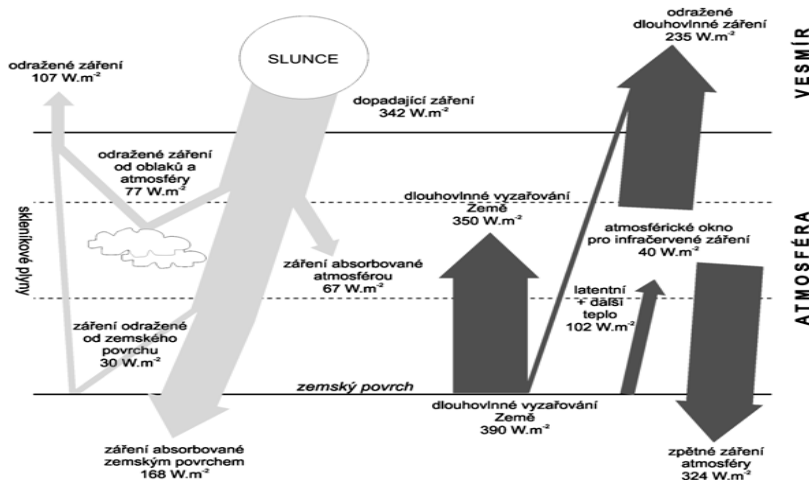 odražené
dlouhovlnné záření
235 W.m-2
VESMÍR
SLUNCE
odražené záření
107 W.m-2
dopadající záření
342 W.m-2
odražené záření
od oblaků a
atmosféry
77 W.m-2
dlouhovlnné vyzařování
Země
350 W.m-2
skleníkové plyny
atmosférické okno
pro infračervené záření
40 W.m-2
ATMOSFÉRA
záření absorbované
atmosférou
67 W.m-2
latentní
+ další
teplo
102 W.m-2
záření odražené
od zemského
povrchu
30 W.m-2
zemský povrch
dlouhovlnné vyzařování
Země
390 W.m-2
záření absorbované
zemským povrchem
168 W.m-2
zpětné záření
atmosféry
324 W.m-2